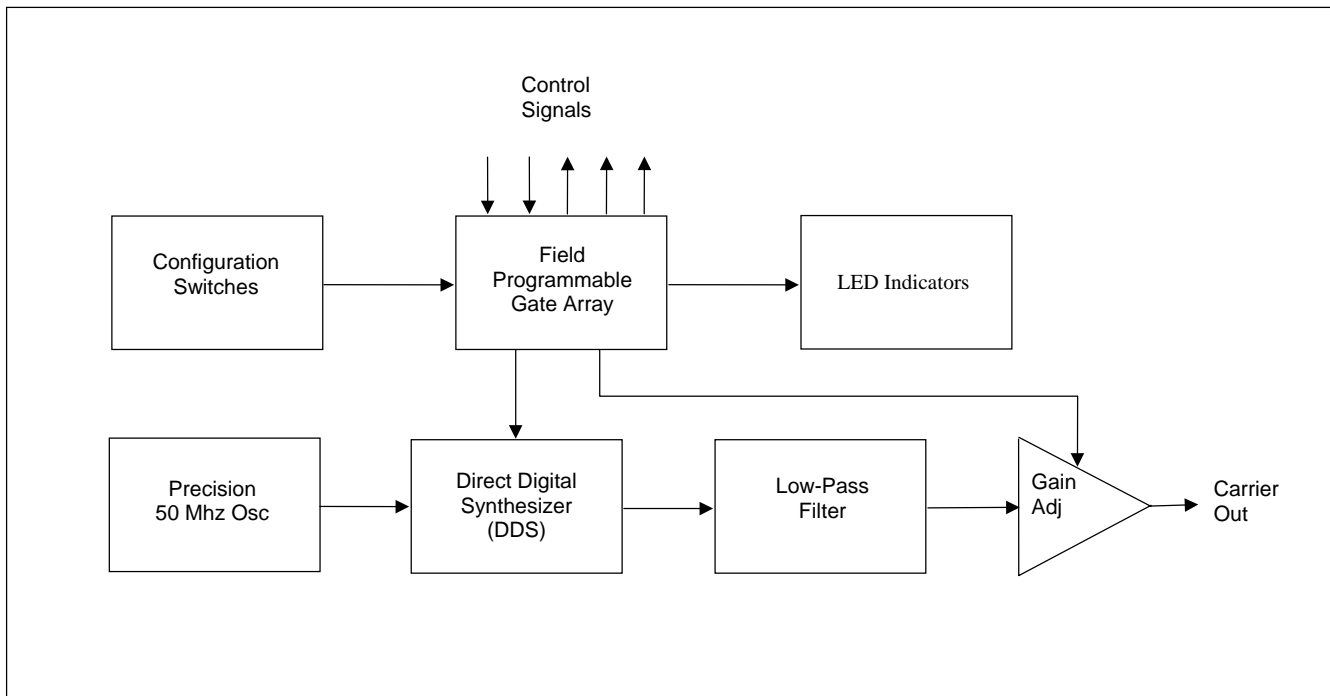 Control
Signals
Configuration
Switches
Field
Programmable
Gate Array
LED Indicators
Precision
50 Mhz Osc
Direct Digital
Synthesizer
(DDS)
Low-Pass
Filter
Gain
Adj
Carrier
Out